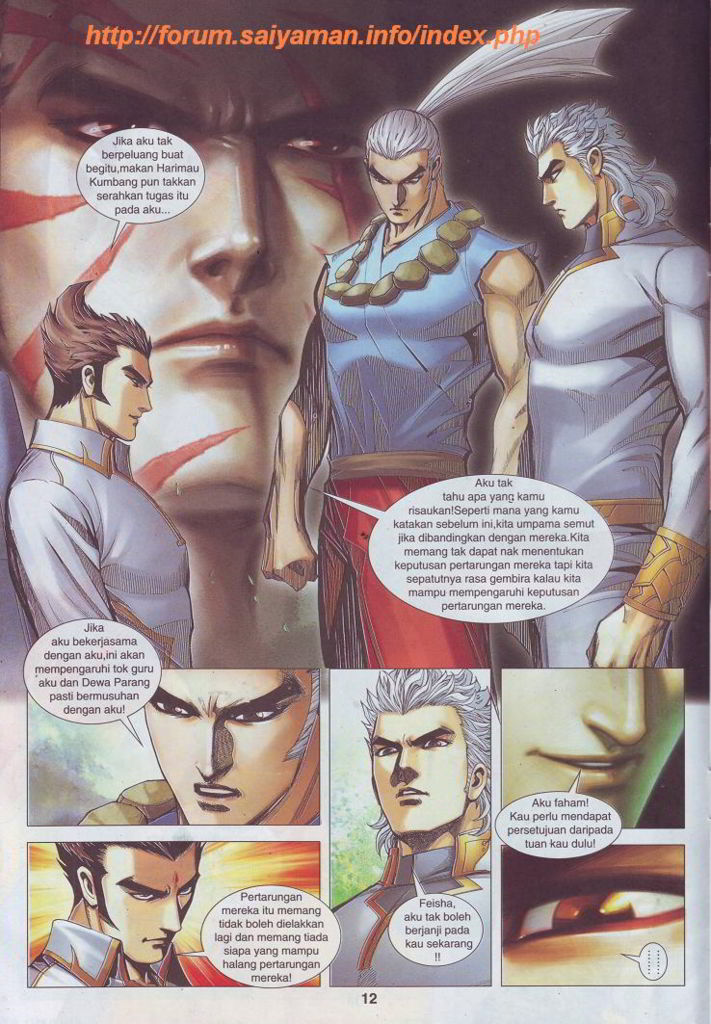 http://forum.saiyaman.info/index.php
Jika aku tak
berpeluang buat
begitu,makan Harimau
Kumbang pun takkan
serahkan tugas itu
pada aku...
Aku tak
tahu apa yang kamu
risaukan!Seperti mana yang kamu
katakan sebelum ini,kita umpama semut
jika dibandingkan dengan mereka.Kita
memang tak dapat nak menentukan
keputusan pertarungan mereka tapi kita
sepatutnya rasa gembira kalau kita
mampu mempengaruhi keputusan
pertarungan mereka.
Jika
aku bekerjasama
dengan aku,ini akan
mempengaruhi tok guru
aku dan Dewa Parang
pasti bermusuhan
dengan aku!
Feisha,
aku tak boleh
berjanji pada
kau sekarang
!!
Aku faham!
Kau perlu mendapat
persetujuan daripada
tuan kau dulu!
Pertarungan
mereka itu memang
tidak boleh dielakkan
lagi dan memang tiada
siapa yang mampu
halang pertarungan
mereka!
12